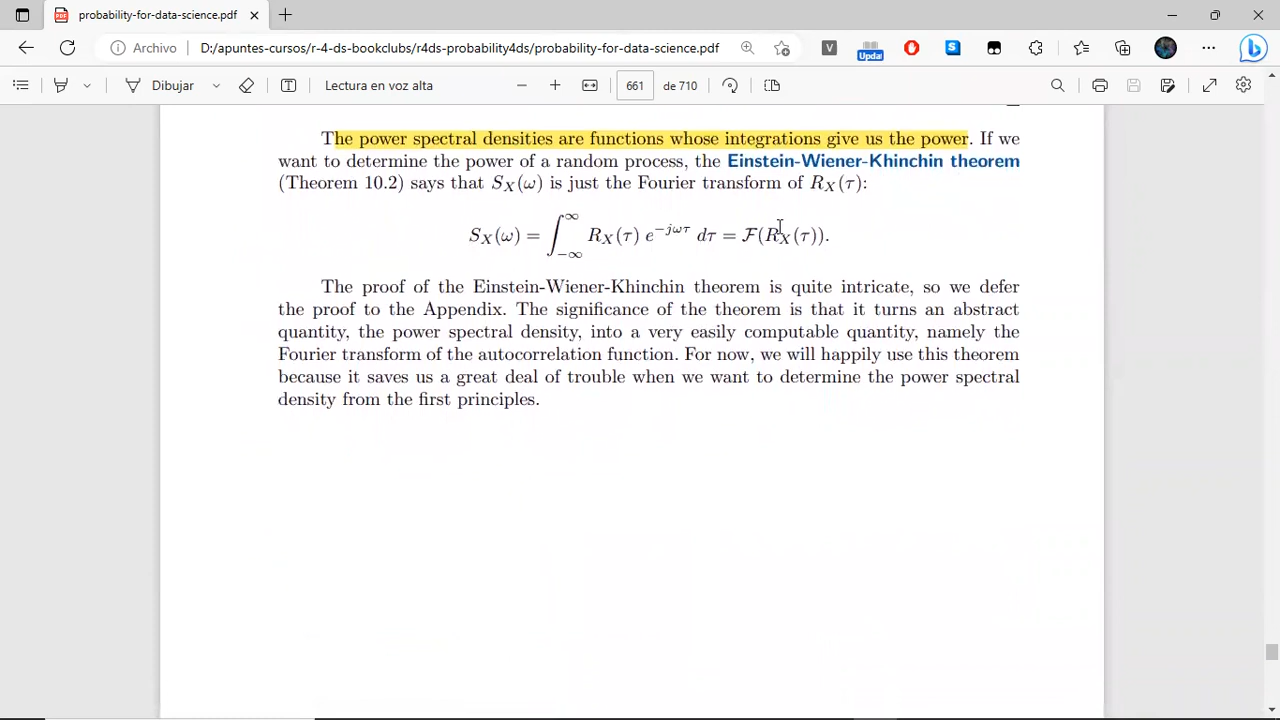 probability-for-data-science.pdf
Archivo D:/apuntes-cursos/r-4-ds-bookclubs/r4ds-probability4ds/probability-for-data-science.pdf
V Updat S
Dibujar Lectura en voz alta 661 de 710
The power spectral densities are functions whose integrations give us the power. If we
want to determine the power of a random process, the Einstein-Wiener-Khinchin theorem
(Theorem 10.2) says that S_X(ω) is just the Fourier transform of R_X(τ):
S_X(ω) = ∫_{−∞}^{∞} R_X(τ) e^{−jωτ} dτ = ℱ(R_X(τ)).
The proof of the Einstein-Wiener-Khinchin theorem is quite intricate, so we defer
the proof to the Appendix. The significance of the theorem is that it turns an abstract
quantity, the power spectral density, into a very easily computable quantity, namely the
Fourier transform of the autocorrelation function. For now, we will happily use this theorem
because it saves us a great deal of trouble when we want to determine the power spectral
density from the first principles.